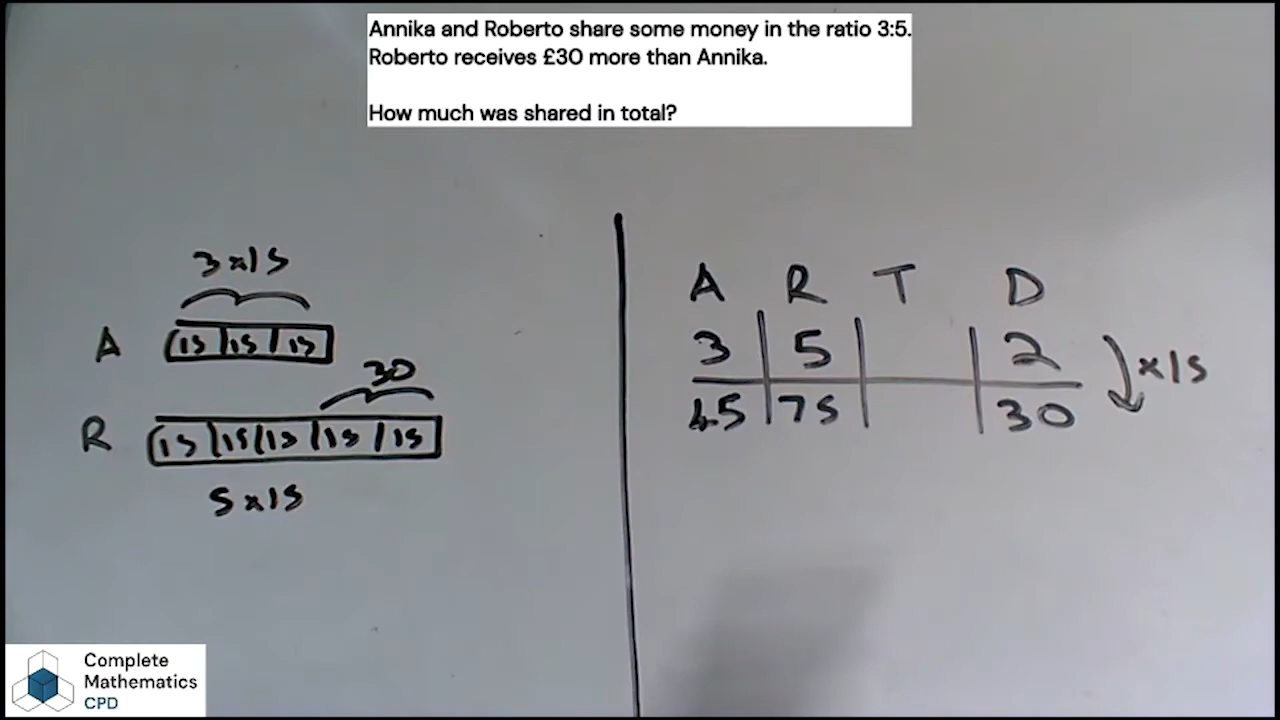 Annika and Roberto share some money in the ratio 3:5.
Roberto receives £30 more than Annika.
How much was shared in total?
3 x 15
A 15 15 15
30
R 15 15 15 15 15
5 x 15
A R T D
3 5 2
x 15
45 75 30
Complete
Mathematics
CPD